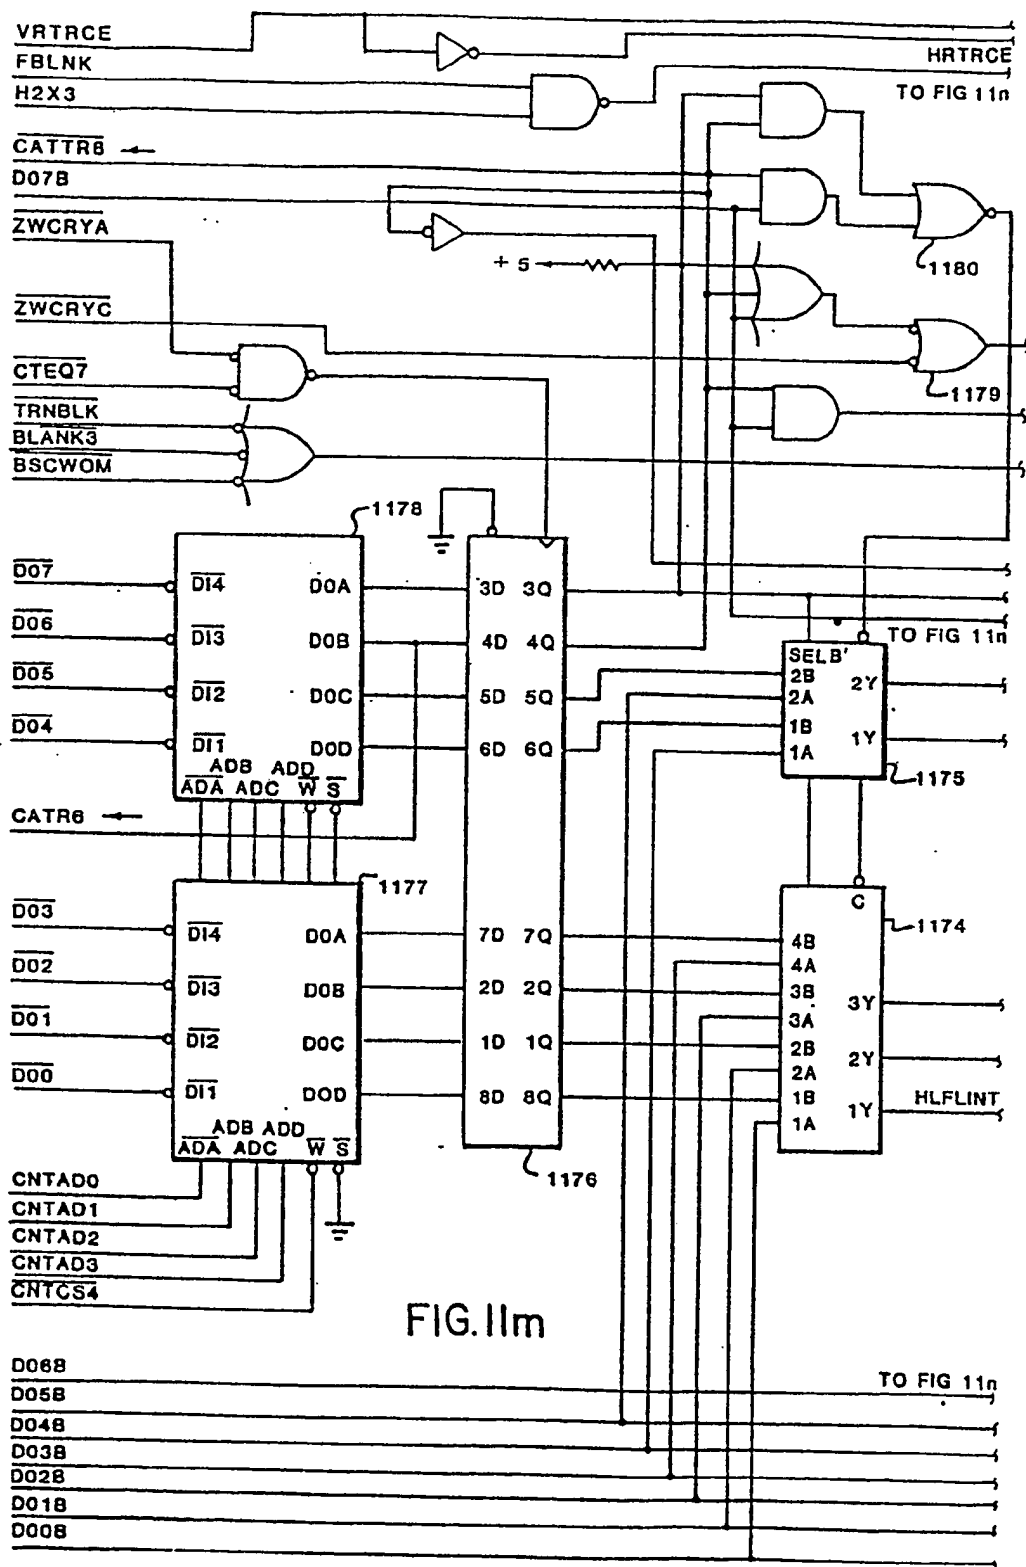 VRTRCE
FBLNK
HRTRCE
H2X3
TO FIG 11n
CATTR6
D07B
ZWCRYA
+5
1180
ZWCRYC
CTEQ7
1179
TRNBLK
BLANK3
BSCWOM
1178
D07
DI4
D0A
3D
3Q
D06
DI3
D0B
4D
4Q
TO FIG 11n
SELB'
D05
DI2
D0C
5D
5Q
2B
2A
2Y
D04
DI1
D0D
6D
6Q
1B
1A
1Y
ADB ADD
ADA ADC W S
1175
CATR6
1177
C
1174
D03
DI4
D0A
7D
7Q
4B
4A
D02
DI3
D0B
2D
2Q
3B
3A
3Y
D01
DI2
D0C
1D
1Q
2B
2A
2Y
D00
DI1
D0D
8D
8Q
1B
1A
1Y
HLFLINT
ADB ADD
ADA ADC W S
1176
CNTAD0
CNTAD1
CNTAD2
CNTAD3
CNTCS4
FIG. 11m
D06B
TO FIG 11n
D05B
D04B
D03B
D02B
D01B
D00B